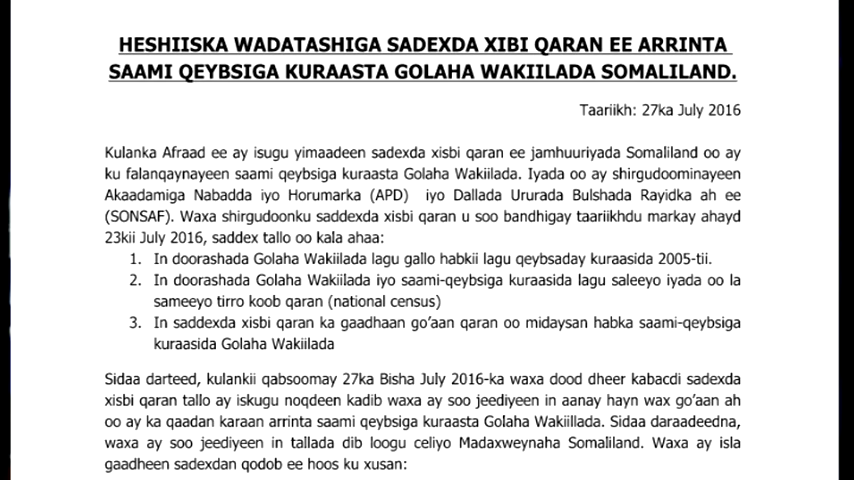 HESHIISKA WADATASHIGA SADEXDA XIBI QARAN EE ARRINTA
SAAMI QEYBSIGA KURAASTA GOLAHA WAKIILADA SOMALILAND.
Taariikh: 27ka July 2016
Kulanka Afraad ee ay isugu yimaadeen sadexda xisbi qaran ee jamhuuriyada Somaliland oo ay
ku falanqaynayeen saami qeybsiga kuraasta Golaha Wakiilada. Iyada oo ay shirgudoominayeen
Akaadamiga Nabadda iyo Horumarka (APD) iyo Dallada Ururada Bulshada Rayidka ah ee
(SONSAF). Waxa shirgudoonku saddexda xisbi qaran u soo bandhigay taariikhdu markay ahayd
23kii July 2016, saddex tallo oo kala ahaa:
1. In doorashada Golaha Wakiilada lagu gallo habkii lagu qeybsaday kuraasida 2005-tii.
2. In doorashada Golaha Wakiilada iyo saami-qeybsiga kuraasida lagu saleeyo iyada oo la
sameeyo tirro koob qaran (national census)
3. In saddexda xisbi qaran ka gaadhaan go'aan qaran oo midaysan habka saami-qeybsiga
kuraasida Golaha Wakiilada
Sidaa darteed, kulankii qabsoomay 27ka Bisha July 2016-ka waxa dood dheer kabacdi sadexda
xisbi qaran tallo ay iskugu noqdeen kadib waxa ay soo jeediyeen in aanay hayn wax go'aan ah
oo ay ka qaadan karaan arrinta saami qeybsiga kuraasta Golaha Wakiillada. Sidaa daraadeedna,
waxa ay soo jeediyeen in tallada dib loogu celiyo Madaxweynaha Somaliland. Waxa ay isla
gaadheen sadexdan qodob ee hoos ku xusan: